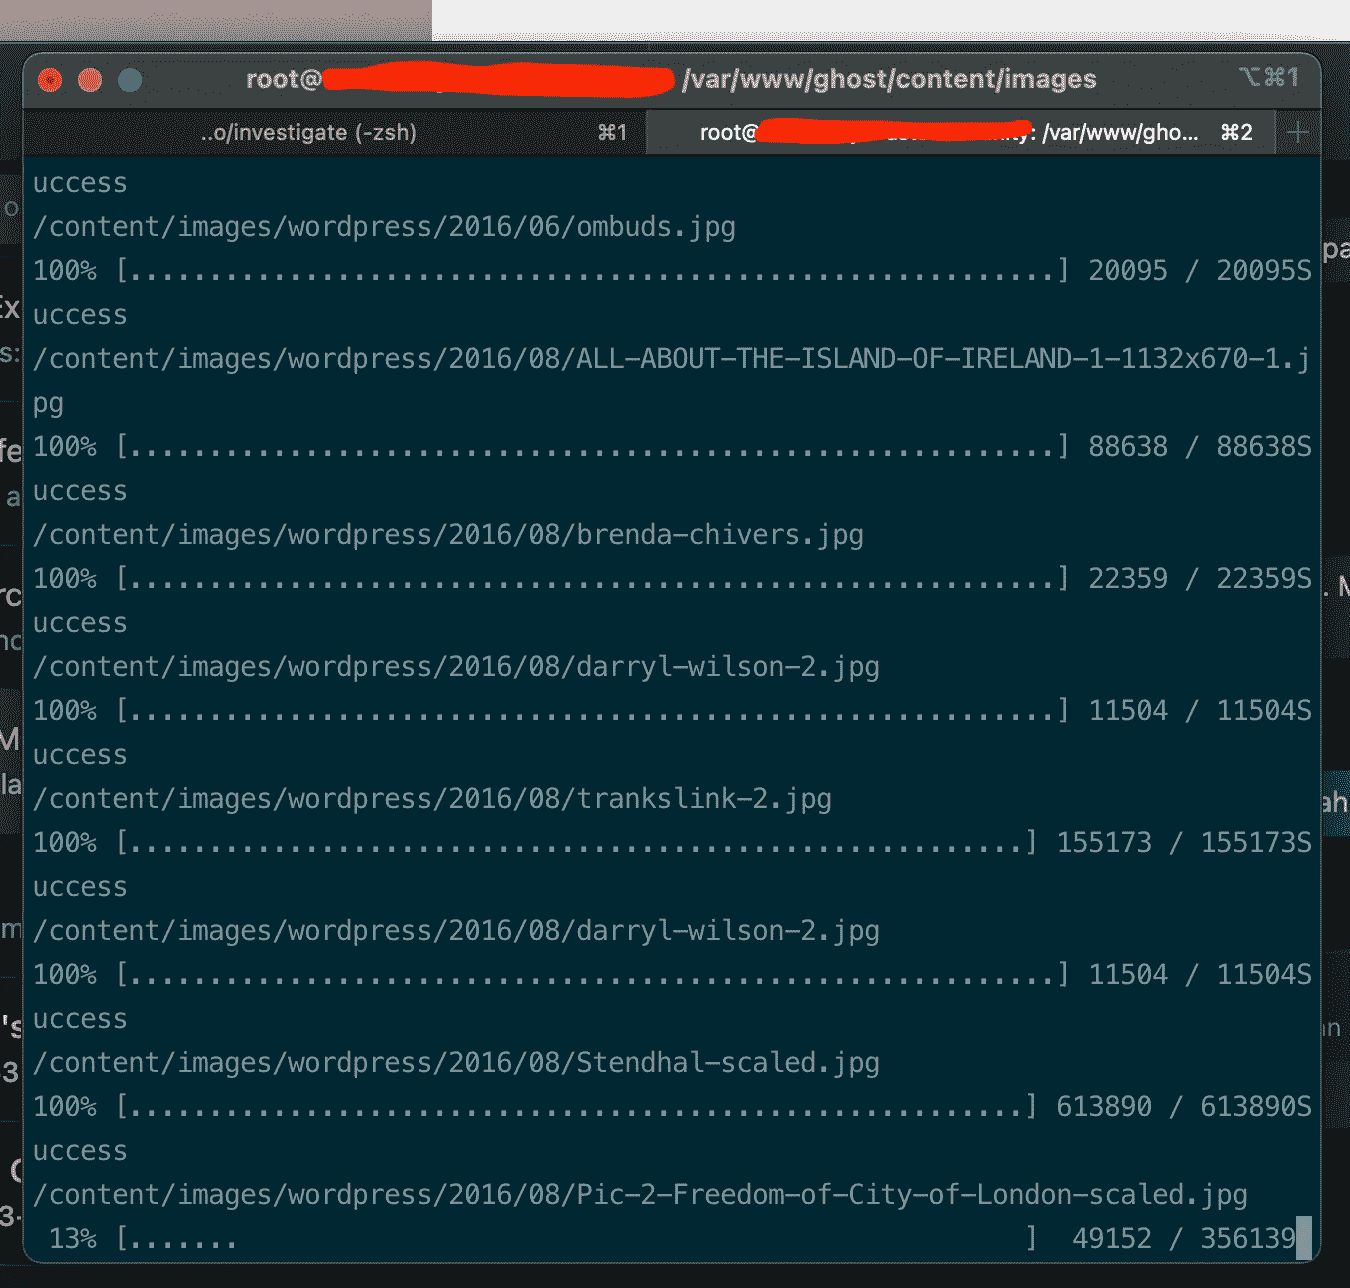 root@ /var/www/ghost/content/images ⌥⌘1
..o/investigate (-zsh) ⌘1 root@ : /var/www/gho... ⌘2 +
uccess
/content/images/wordpress/2016/06/ombuds.jpg
100% [..........................................................] 20095 / 20095S
uccess
/content/images/wordpress/2016/08/ALL-ABOUT-THE-ISLAND-OF-IRELAND-1-1132x670-1.j
pg
100% [..........................................................] 88638 / 88638S
uccess
/content/images/wordpress/2016/08/brenda-chivers.jpg
100% [..........................................................] 22359 / 22359S
uccess
/content/images/wordpress/2016/08/darryl-wilson-2.jpg
100% [..........................................................] 11504 / 11504S
uccess
/content/images/wordpress/2016/08/trankslink-2.jpg
100% [........................................................] 155173 / 155173S
uccess
/content/images/wordpress/2016/08/darryl-wilson-2.jpg
100% [..........................................................] 11504 / 11504S
uccess
/content/images/wordpress/2016/08/Stendhal-scaled.jpg
100% [........................................................] 613890 / 613890S
uccess
/content/images/wordpress/2016/08/Pic-2-Freedom-of-City-of-London-scaled.jpg
13% [....... ] 49152 / 356139